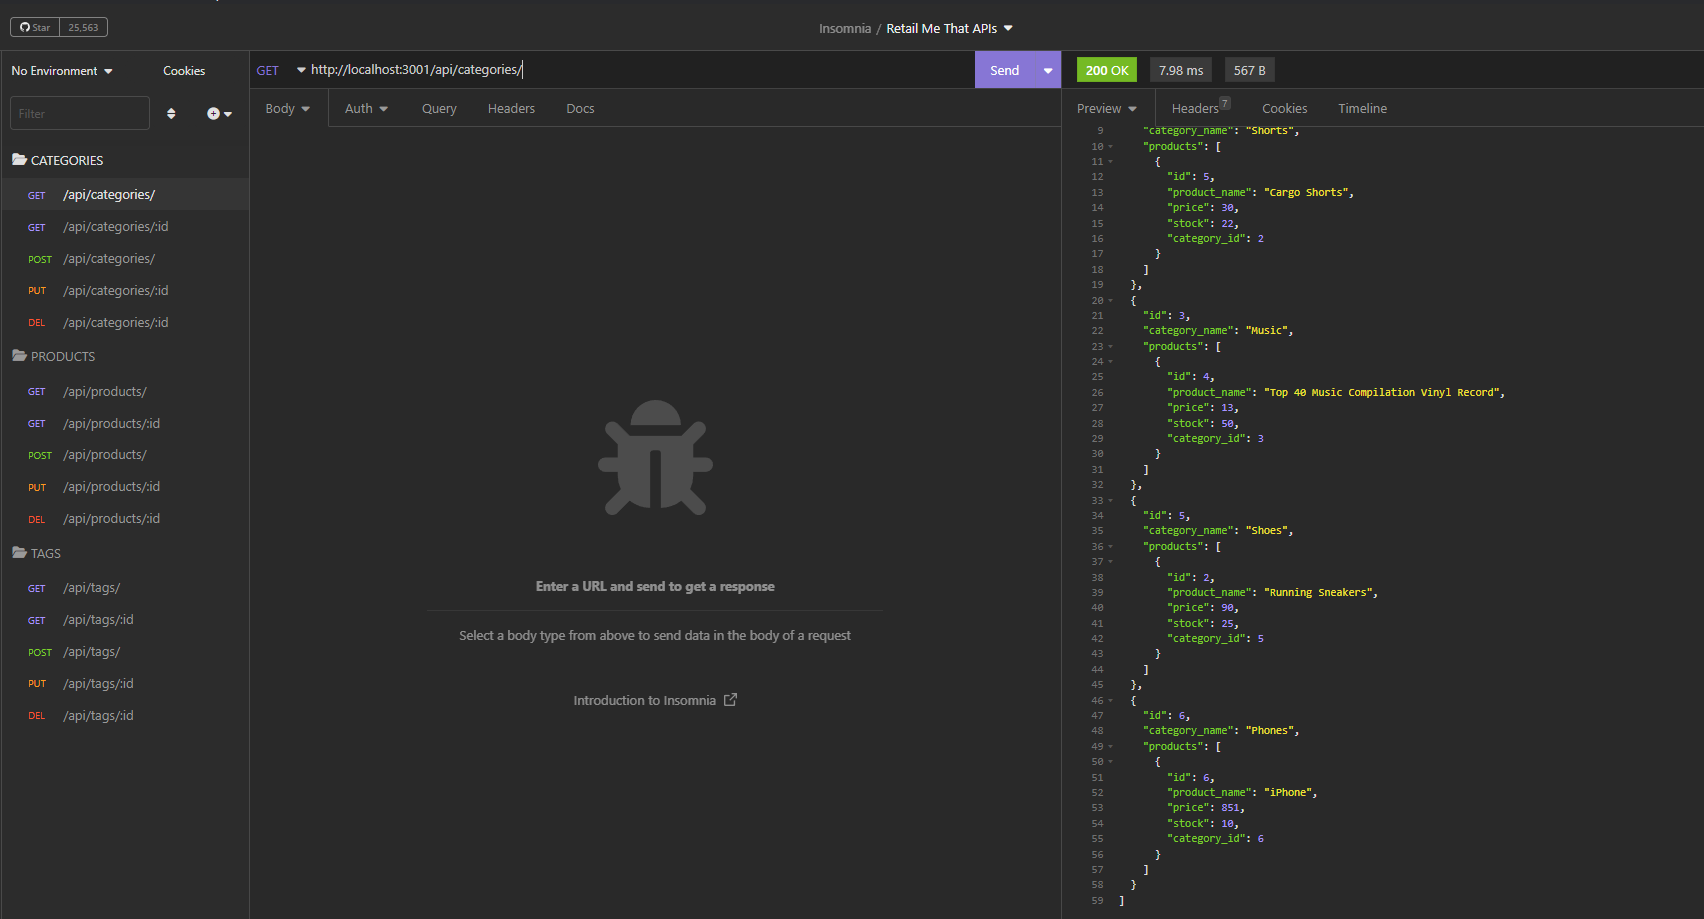 Star 25,563
Insomnia / Retail Me That APIs
No Environment
Cookies
Filter
CATEGORIES
GET /api/categories/
GET /api/categories/:id
POST /api/categories/
PUT /api/categories/:id
DEL /api/categories/:id
PRODUCTS
GET /api/products/
GET /api/products/:id
POST /api/products/
PUT /api/products/:id
DEL /api/products/:id
TAGS
GET /api/tags/
GET /api/tags/:id
POST /api/tags/
PUT /api/tags/:id
DEL /api/tags/:id
GET http://localhost:3001/api/categories/ Send
Body Auth Query Headers Docs
Enter a URL and send to get a response
Select a body type from above to send data in the body of a request
Introduction to Insomnia
200 OK 7.98 ms 567 B
Preview Headers 7 Cookies Timeline
9 "category_name": "Shorts",
10 "products": [
11 {
12 "id": 5,
13 "product_name": "Cargo Shorts",
14 "price": 30,
15 "stock": 22,
16 "category_id": 2
17 }
18 ]
19 },
20 {
21 "id": 3,
22 "category_name": "Music",
23 "products": [
24 {
25 "id": 4,
26 "product_name": "Top 40 Music Compilation Vinyl Record",
27 "price": 13,
28 "stock": 50,
29 "category_id": 3
30 }
31 ]
32 },
33 {
34 "id": 5,
35 "category_name": "Shoes",
36 "products": [
37 {
38 "id": 2,
39 "product_name": "Running Sneakers",
40 "price": 90,
41 "stock": 25,
42 "category_id": 5
43 }
44 ]
45 },
46 {
47 "id": 6,
48 "category_name": "Phones",
49 "products": [
50 {
51 "id": 6,
52 "product_name": "iPhone",
53 "price": 851,
54 "stock": 10,
55 "category_id": 6
56 }
57 ]
58 }
59 ]